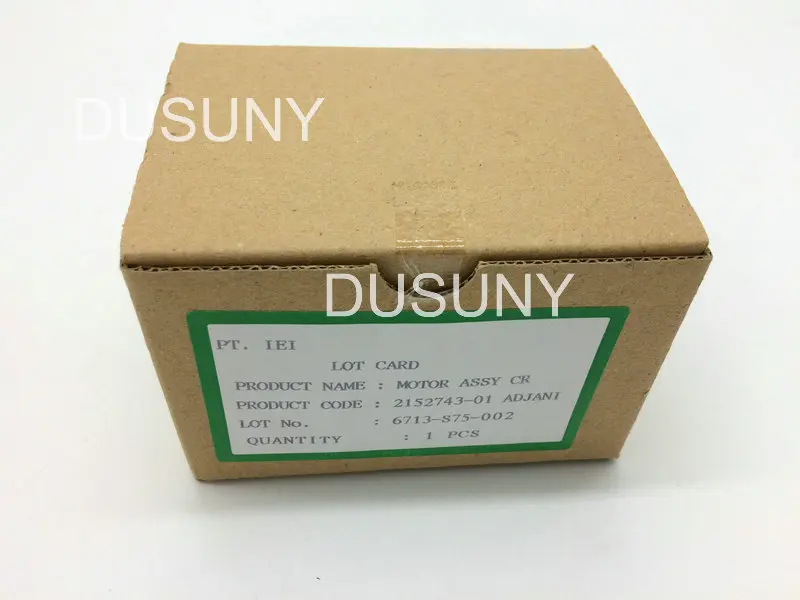 DUSUNY
DUSUNY
PT. IEI
LOT CARD
PRODUCT NAME : MOTOR ASSY CR
PRODUCT CODE : 2152743-01 ADJANI
LOT No. : 6713-S75-002
QUANTITY : 1 PCS